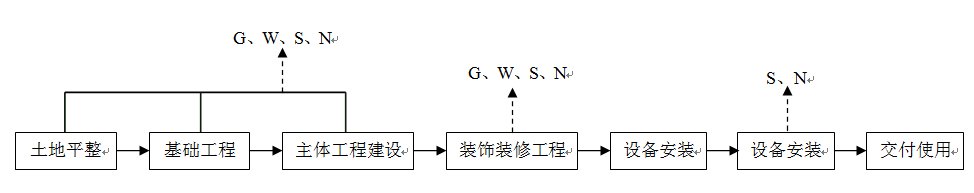 G、W、S、N
G、W、S、N
S、N
土地平整
基础工程
主体工程建设
装饰装修工程
设备安装
设备安装
交付使用